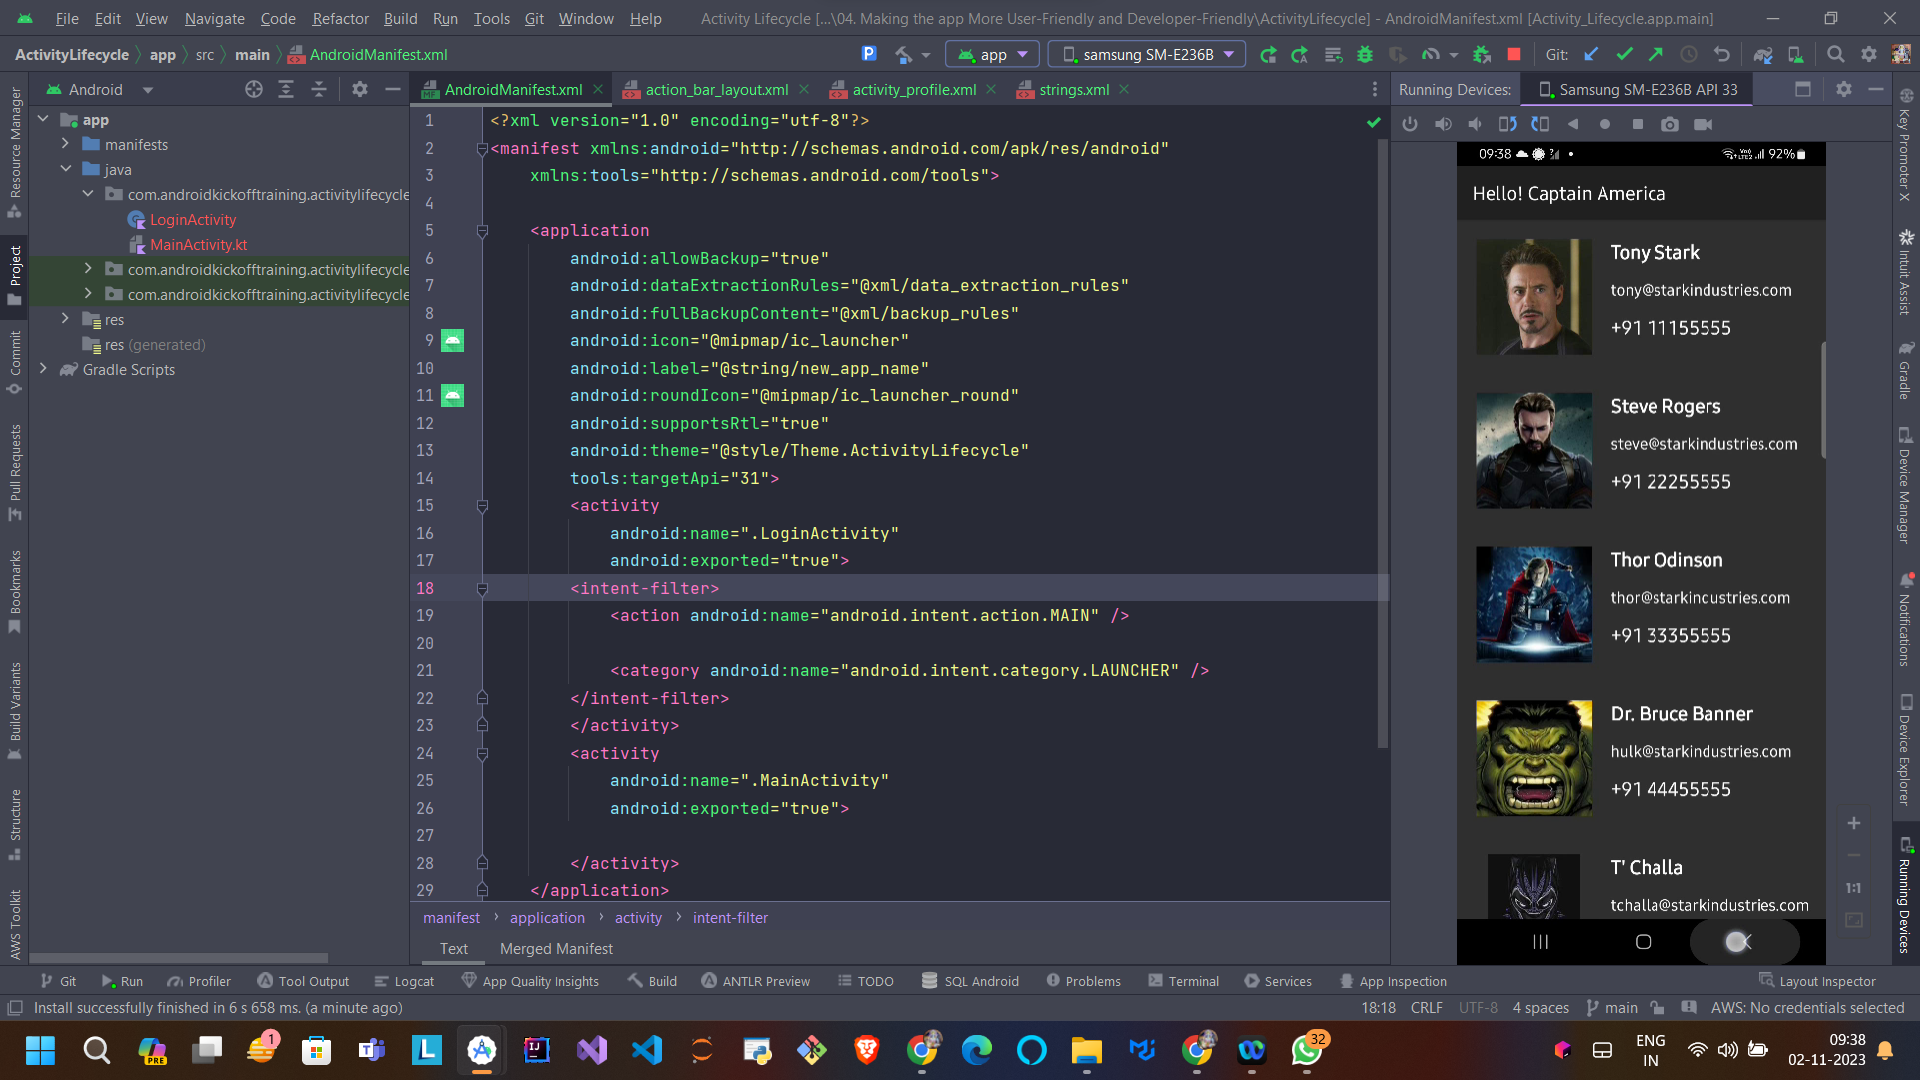 File Edit View Navigate Code Refactor Build Run Tools Git Window Help Activity Lifecycle [...\04. Making the app More User-Friendly and Developer-Friendly\ActivityLifecycle] - AndroidManifest.xml [Activity_Lifecycle.app.main]
ActivityLifecycle app src main AndroidManifest.xml P app samsung SM-E236B Git:
Android
AndroidManifest.xml action_bar_layout.xml activity_profile.xml strings.xml
Running Devices: Samsung SM-E236B API 33
Resource Manager
Project
Commit
Pull Requests
Bookmarks
Build Variants
Structure
AWS Toolkit
app
manifests
java
com.androidkickofftraining.activitylifecycle
LoginActivity
MainActivity.kt
com.androidkickofftraining.activitylifecycle
com.androidkickofftraining.activitylifecycle
res
res (generated)
Gradle Scripts
1 <?xml version="1.0" encoding="utf-8"?>
2 <manifest xmlns:android="http://schemas.android.com/apk/res/android"
3 xmlns:tools="http://schemas.android.com/tools">
4
5 <application
6 android:allowBackup="true"
7 android:dataExtractionRules="@xml/data_extraction_rules"
8 android:fullBackupContent="@xml/backup_rules"
9 android:icon="@mipmap/ic_launcher"
10 android:label="@string/new_app_name"
11 android:roundIcon="@mipmap/ic_launcher_round"
12 android:supportsRtl="true"
13 android:theme="@style/Theme.ActivityLifecycle"
14 tools:targetApi="31">
15 <activity
16 android:name=".LoginActivity"
17 android:exported="true">
18 <intent-filter>
19 <action android:name="android.intent.action.MAIN" />
20
21 <category android:name="android.intent.category.LAUNCHER" />
22 </intent-filter>
23 </activity>
24 <activity
25 android:name=".MainActivity"
26 android:exported="true">
27
28 </activity>
29 </application>
manifest application activity intent-filter
Text Merged Manifest
09:38 92%
Hello! Captain America
Tony Stark
tony@starkindustries.com
+91 11155555
Steve Rogers
steve@starkindustries.com
+91 22255555
Thor Odinson
thor@starkincustries.com
+91 33355555
Dr. Bruce Banner
hulk@starkindustries.com
+91 44455555
T' Challa
tchalla@starkindustries.com
1:1
Key Promoter X
Intuit Assist
Gradle
Device Manager
Notifications
Device Explorer
Running Devices
Git Run Profiler Tool Output Logcat App Quality Insights Build ANTLR Preview TODO SQL Android Problems Terminal Services App Inspection Layout Inspector
Install successfully finished in 6 s 658 ms. (a minute ago) 18:18 CRLF UTF-8 4 spaces main AWS: No credentials selected
PRE 1 L 32 ENG 09:38
IN 02-11-2023